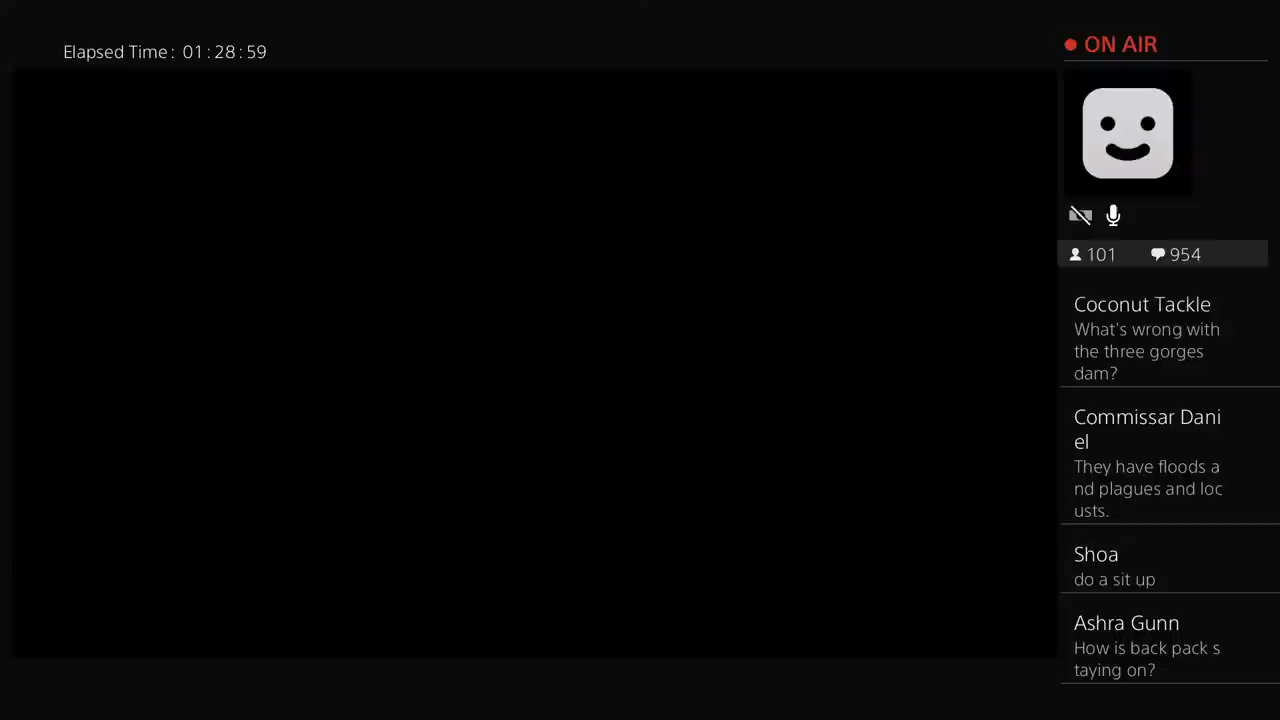 Elapsed Time: 01:28:59
ON AIR
101 954
Coconut Tackle
What's wrong with
the three gorges
dam?
Commissar Dani
el
They have floods a
nd plagues and loc
usts.
Shoa
do a sit up
Ashra Gunn
How is back pack s
taying on?